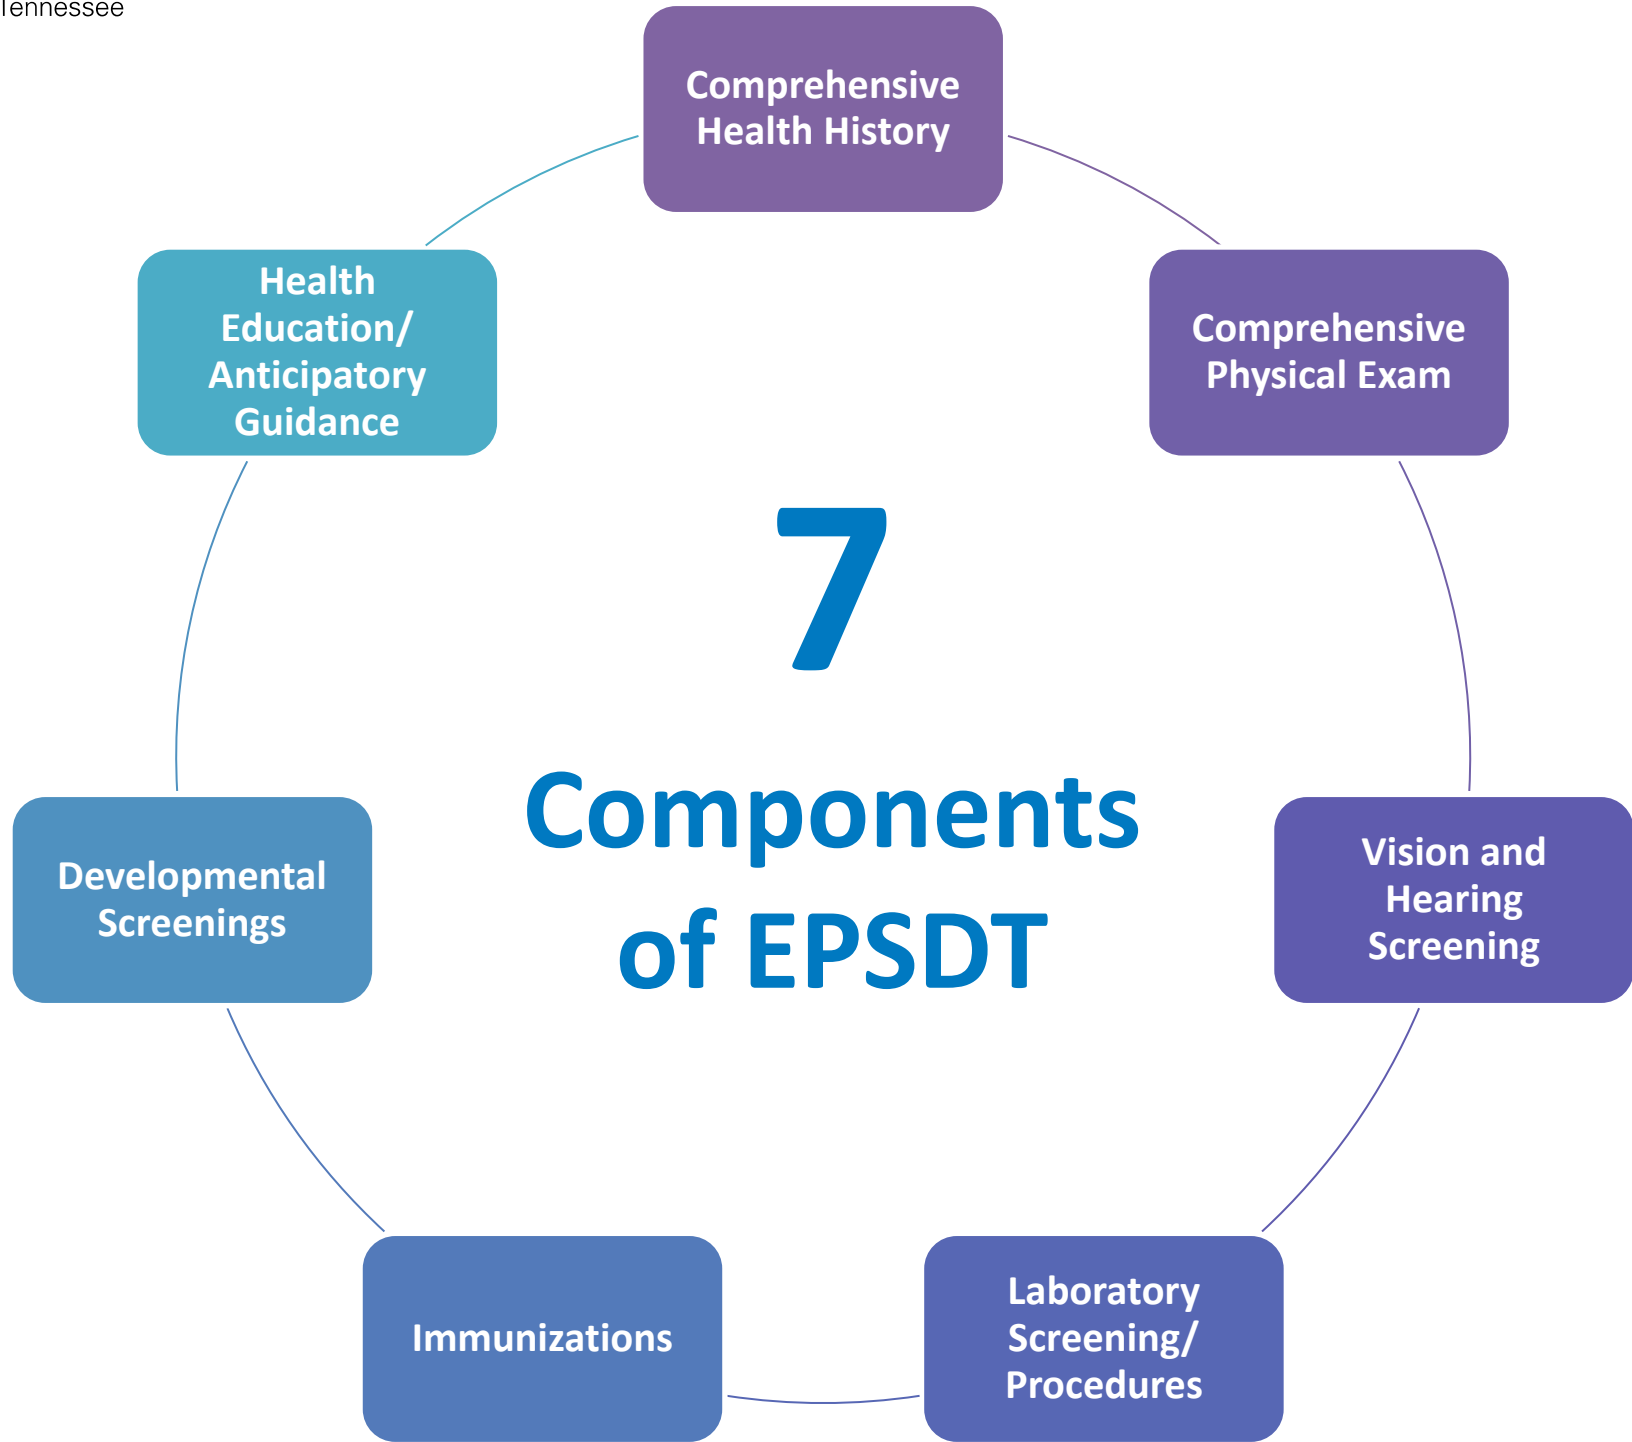 Tennessee
Comprehensive
Health History
Comprehensive
Physical Exam
Vision and
Hearing
Screening
Laboratory
Screening/
Procedures
Immunizations
Developmental
Screenings
Health
Education/
Anticipatory
Guidance
7
Components
of EPSDT